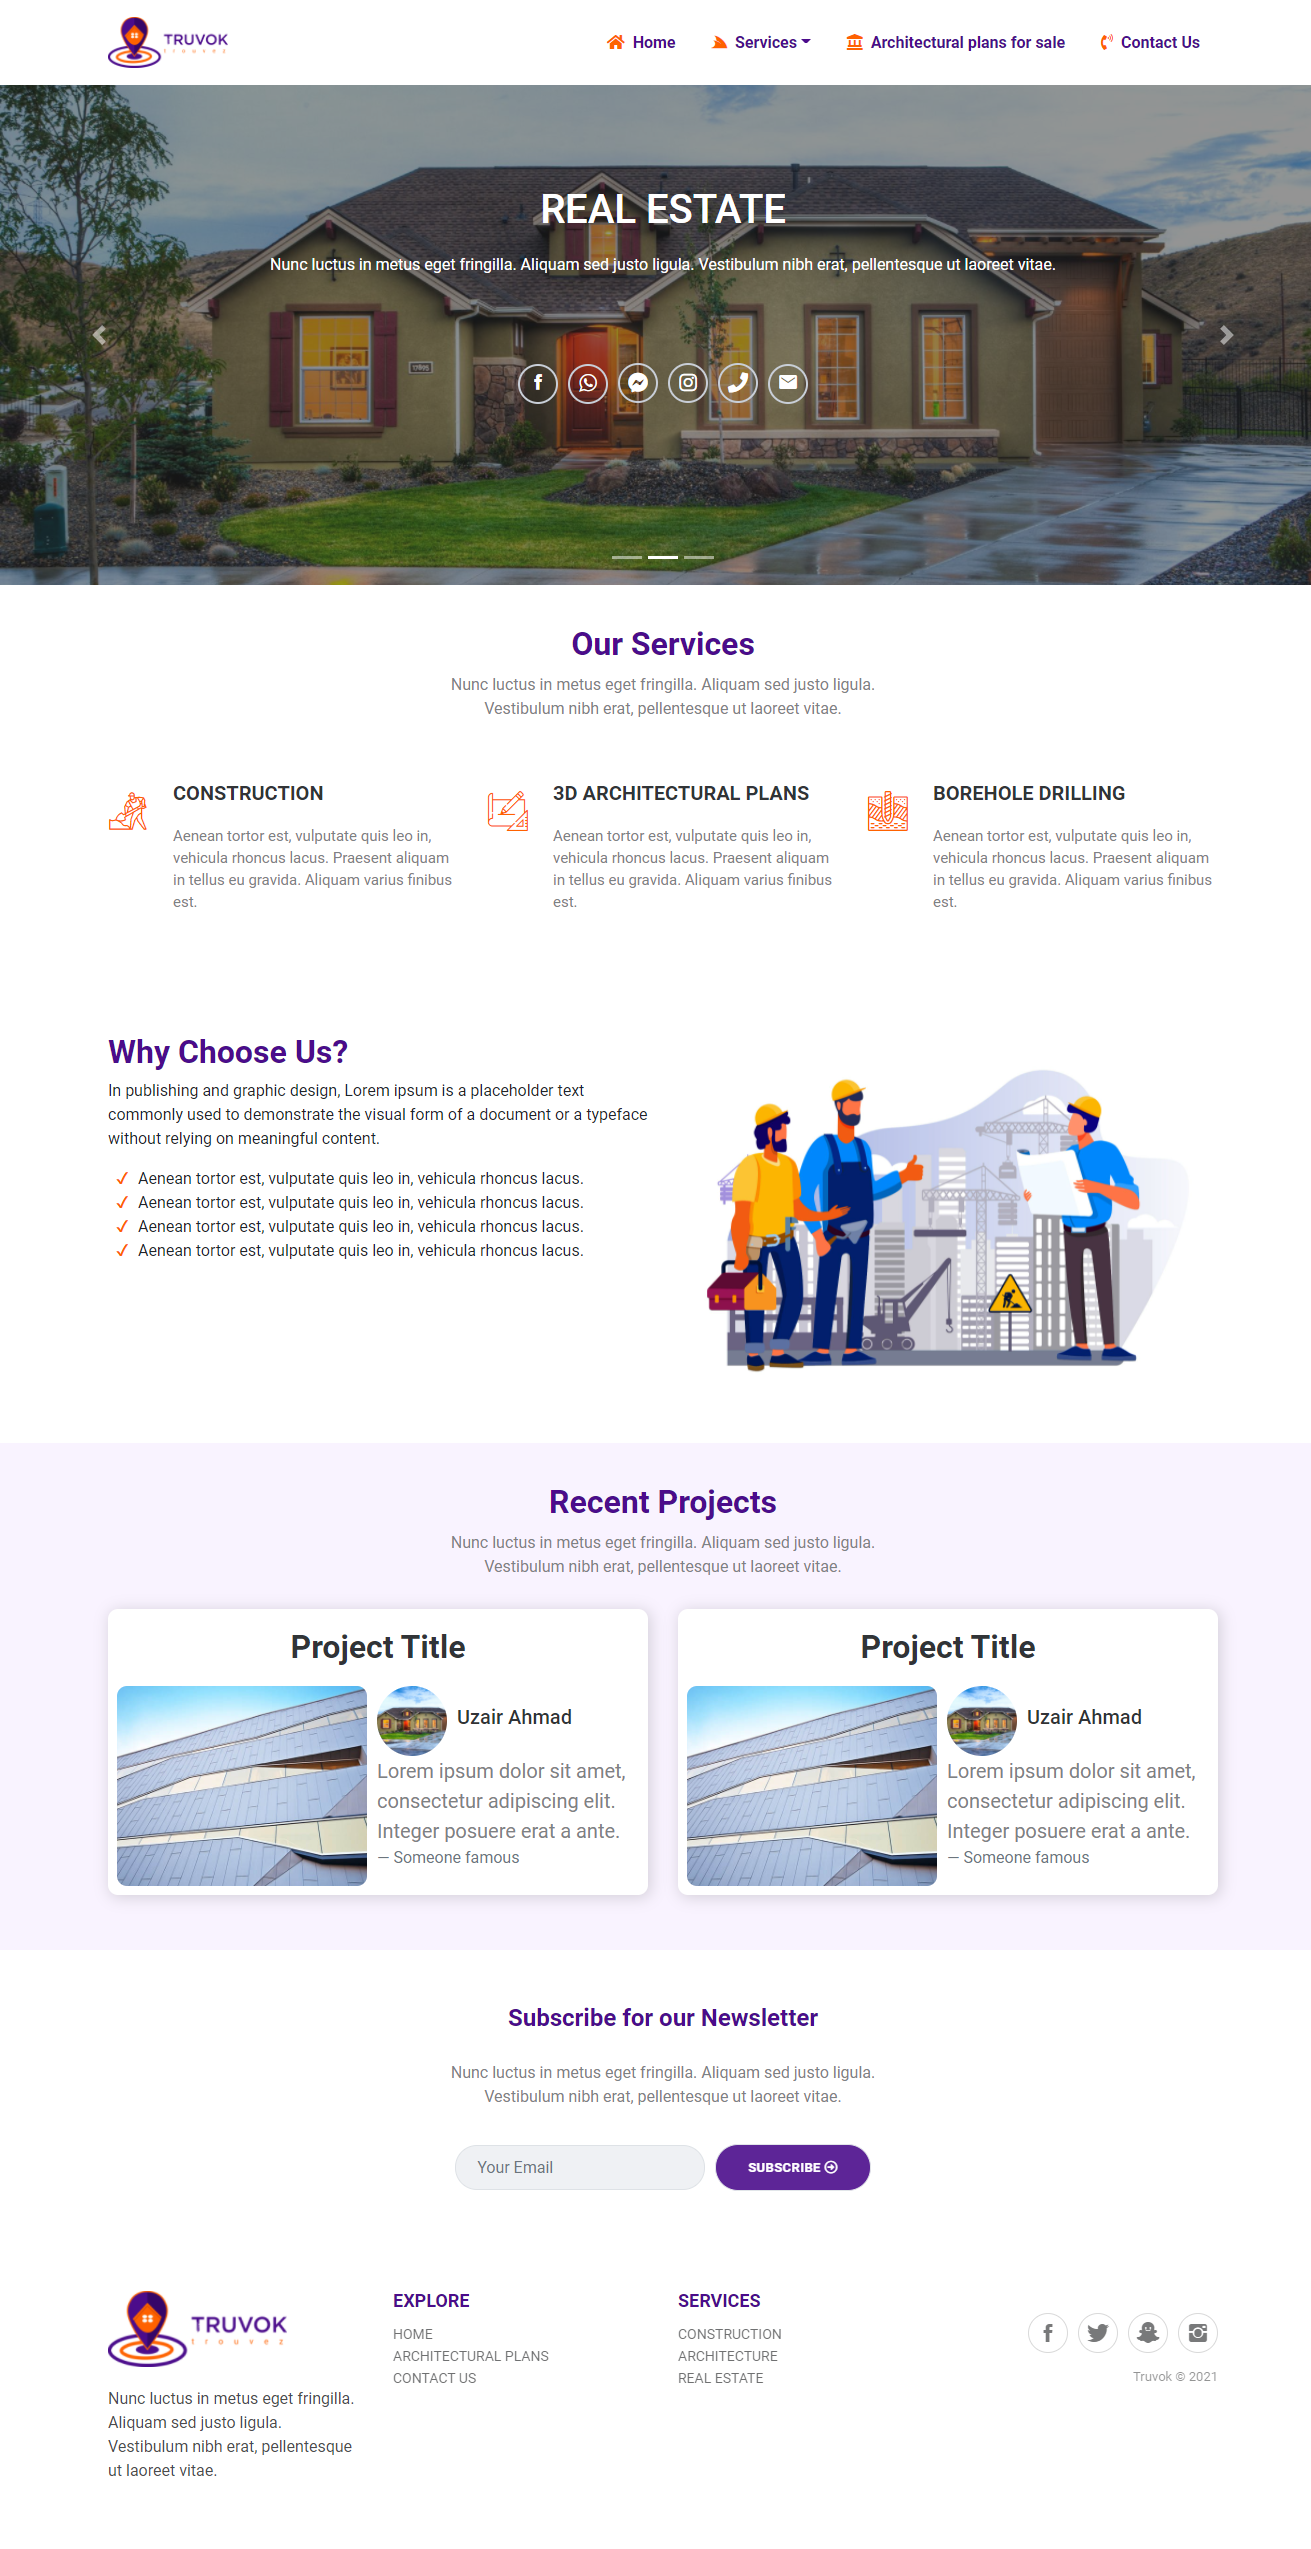 TRUVOK
trouvez
Home
Services
Architectural plans for sale
Contact Us
REAL ESTATE
Nunc luctus in metus eget fringilla. Aliquam sed justo ligula. Vestibulum nibh erat, pellentesque ut laoreet vitae.
Our Services
Nunc luctus in metus eget fringilla. Aliquam sed justo ligula.
Vestibulum nibh erat, pellentesque ut laoreet vitae.
CONSTRUCTION
Aenean tortor est, vulputate quis leo in,
vehicula rhoncus lacus. Praesent aliquam
in tellus eu gravida. Aliquam varius finibus
est.
3D ARCHITECTURAL PLANS
Aenean tortor est, vulputate quis leo in,
vehicula rhoncus lacus. Praesent aliquam
in tellus eu gravida. Aliquam varius finibus
est.
BOREHOLE DRILLING
Aenean tortor est, vulputate quis leo in,
vehicula rhoncus lacus. Praesent aliquam
in tellus eu gravida. Aliquam varius finibus
est.
Why Choose Us?
In publishing and graphic design, Lorem ipsum is a placeholder text
commonly used to demonstrate the visual form of a document or a typeface
without relying on meaningful content.
Aenean tortor est, vulputate quis leo in, vehicula rhoncus lacus.
Aenean tortor est, vulputate quis leo in, vehicula rhoncus lacus.
Aenean tortor est, vulputate quis leo in, vehicula rhoncus lacus.
Aenean tortor est, vulputate quis leo in, vehicula rhoncus lacus.
Recent Projects
Nunc luctus in metus eget fringilla. Aliquam sed justo ligula.
Vestibulum nibh erat, pellentesque ut laoreet vitae.
Project Title
Uzair Ahmad
Lorem ipsum dolor sit amet,
consectetur adipiscing elit.
Integer posuere erat a ante.
— Someone famous
Project Title
Uzair Ahmad
Lorem ipsum dolor sit amet,
consectetur adipiscing elit.
Integer posuere erat a ante.
— Someone famous
Subscribe for our Newsletter
Nunc luctus in metus eget fringilla. Aliquam sed justo ligula.
Vestibulum nibh erat, pellentesque ut laoreet vitae.
Your Email
SUBSCRIBE
TRUVOK
trouvez
Nunc luctus in metus eget fringilla.
Aliquam sed justo ligula.
Vestibulum nibh erat, pellentesque
ut laoreet vitae.
EXPLORE
HOME
ARCHITECTURAL PLANS
CONTACT US
SERVICES
CONSTRUCTION
ARCHITECTURE
REAL ESTATE
Truvok © 2021